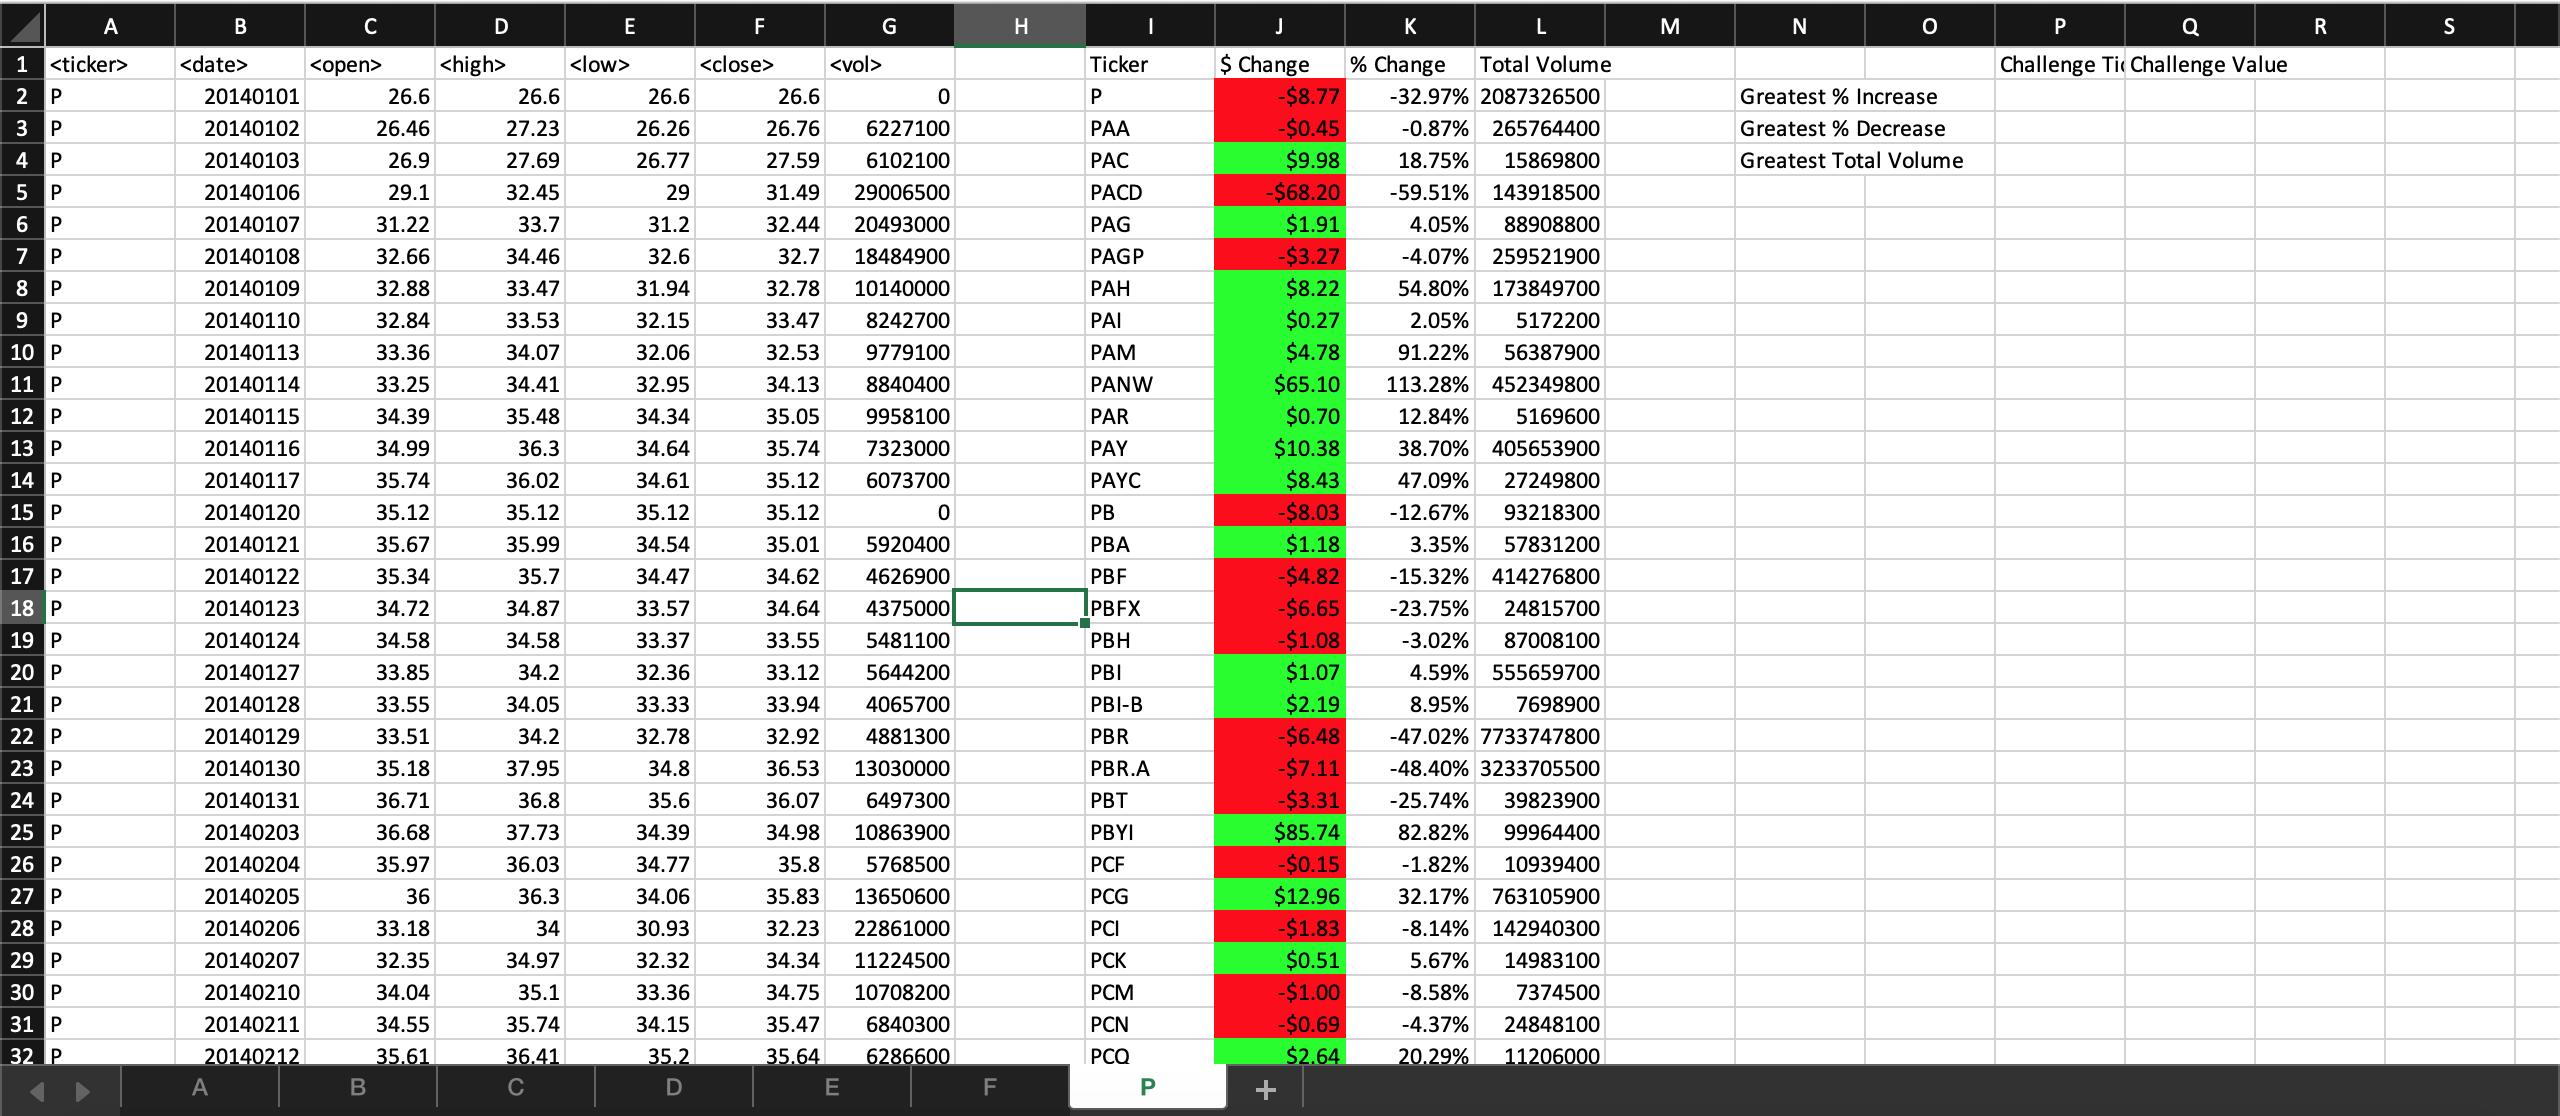 A B C D E F G H I J K L M N O P Q R S
1 <ticker> <date> <open> <high> <low> <close> <vol> Ticker $ Change % Change Total Volume Challenge Tic Challenge Value
2 P 20140101 26.6 26.6 26.6 26.6 0 P -$8.77 -32.97% 2087326500 Greatest % Increase
3 P 20140102 26.46 27.23 26.26 26.76 6227100 PAA -$0.45 -0.87% 265764400 Greatest % Decrease
4 P 20140103 26.9 27.69 26.77 27.59 6102100 PAC $9.98 18.75% 15869800 Greatest Total Volume
5 P 20140106 29.1 32.45 29 31.49 29006500 PACD -$68.20 -59.51% 143918500
6 P 20140107 31.22 33.7 31.2 32.44 20493000 PAG $1.91 4.05% 88908800
7 P 20140108 32.66 34.46 32.6 32.7 18484900 PAGP -$3.27 -4.07% 259521900
8 P 20140109 32.88 33.47 31.94 32.78 10140000 PAH $8.22 54.80% 173849700
9 P 20140110 32.84 33.53 32.15 33.47 8242700 PAI $0.27 2.05% 5172200
10 P 20140113 33.36 34.07 32.06 32.53 9779100 PAM $4.78 91.22% 56387900
11 P 20140114 33.25 34.41 32.95 34.13 8840400 PANW $65.10 113.28% 452349800
12 P 20140115 34.39 35.48 34.34 35.05 9958100 PAR $0.70 12.84% 5169600
13 P 20140116 34.99 36.3 34.64 35.74 7323000 PAY $10.38 38.70% 405653900
14 P 20140117 35.74 36.02 34.61 35.12 6073700 PAYC $8.43 47.09% 27249800
15 P 20140120 35.12 35.12 35.12 35.12 0 PB -$8.03 -12.67% 93218300
16 P 20140121 35.67 35.99 34.54 35.01 5920400 PBA $1.18 3.35% 57831200
17 P 20140122 35.34 35.7 34.47 34.62 4626900 PBF -$4.82 -15.32% 414276800
18 P 20140123 34.72 34.87 33.57 34.64 4375000 PBFX -$6.65 -23.75% 24815700
19 P 20140124 34.58 34.58 33.37 33.55 5481100 PBH -$1.08 -3.02% 87008100
20 P 20140127 33.85 34.2 32.36 33.12 5644200 PBI $1.07 4.59% 555659700
21 P 20140128 33.55 34.05 33.33 33.94 4065700 PBI-B $2.19 8.95% 7698900
22 P 20140129 33.51 34.2 32.78 32.92 4881300 PBR -$6.48 -47.02% 7733747800
23 P 20140130 35.18 37.95 34.8 36.53 13030000 PBR.A -$7.11 -48.40% 3233705500
24 P 20140131 36.71 36.8 35.6 36.07 6497300 PBT -$3.31 -25.74% 39823900
25 P 20140203 36.68 37.73 34.39 34.98 10863900 PBYI $85.74 82.82% 99964400
26 P 20140204 35.97 36.03 34.77 35.8 5768500 PCF -$0.15 -1.82% 10939400
27 P 20140205 36 36.3 34.06 35.83 13650600 PCG $12.96 32.17% 763105900
28 P 20140206 33.18 34 30.93 32.23 22861000 PCI -$1.83 -8.14% 142940300
29 P 20140207 32.35 34.97 32.32 34.34 11224500 PCK $0.51 5.67% 14983100
30 P 20140210 34.04 35.1 33.36 34.75 10708200 PCM -$1.00 -8.58% 7374500
31 P 20140211 34.55 35.74 34.15 35.47 6840300 PCN -$0.69 -4.37% 24848100
32 P 20140212 35.61 36.41 35.2 35.64 6286600 PCQ $2.64 20.29% 11206000
A B C D E F P +